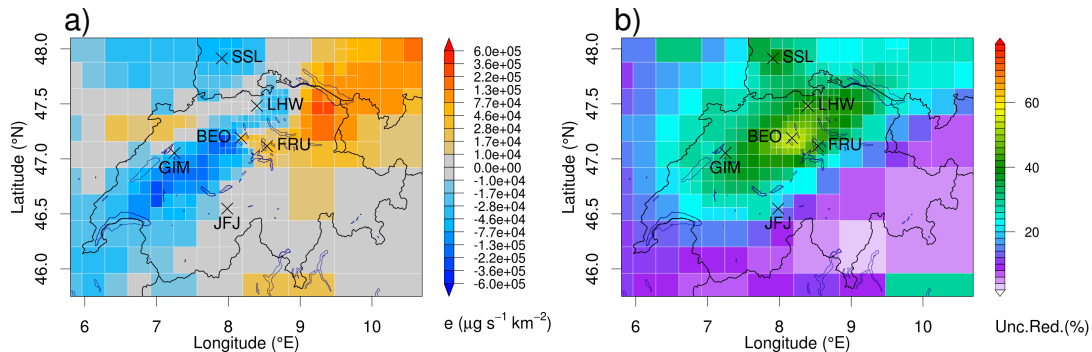 a)
48.0
47.5
47.0
46.5
46.0
Latitude (°N)
SSL
LHW
BEO
FRU
GIM
JFJ
6 7 8 9 10
Longitude (°E)
6.0e+05
3.6e+05
2.2e+05
1.3e+05
7.7e+04
4.6e+04
2.8e+04
1.7e+04
1.0e+04
0.0e+00
-1.0e+04
-1.7e+04
-2.8e+04
-4.6e+04
-7.7e+04
-1.3e+05
-2.2e+05
-3.6e+05
-6.0e+05
e (μg s⁻¹ km⁻²)
b)
48.0
47.5
47.0
46.5
46.0
Latitude (°N)
SSL
LHW
BEO
FRU
GIM
JFJ
6 7 8 9 10
Longitude (°E)
60
40
20
Unc.Red.(%)